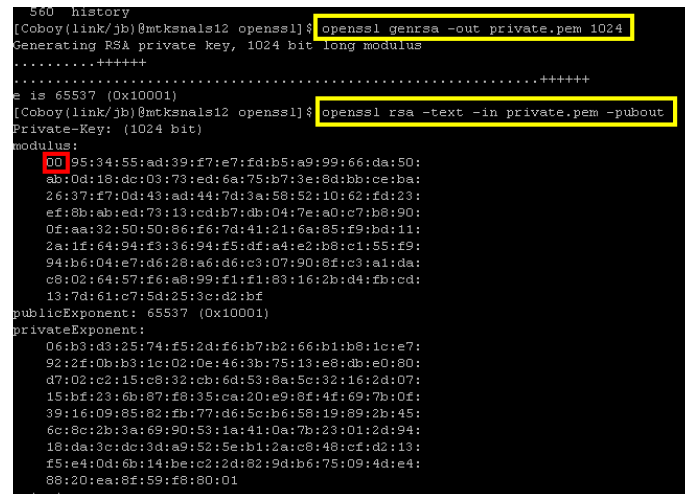 560  history
[Coboy(link/jb)@mtksnals12 openssl]$ openssl genrsa -out private.pem 1024
Generating RSA private key, 1024 bit long modulus
..........++++++
..............................................................++++++
e is 65537 (0x10001)
[Coboy(link/jb)@mtksnals12 openssl]$ openssl rsa -text -in private.pem -pubout
Private-Key: (1024 bit)
modulus:
    00:95:34:55:ad:39:f7:e7:fd:b5:a9:99:66:da:50:
    ab:0d:18:dc:03:73:ed:6a:75:b7:3e:8d:bb:ce:ba:
    26:37:f7:0d:43:ad:44:7d:3a:58:52:10:62:fd:23:
    ef:8b:ab:ed:73:13:cd:b7:db:04:7e:a0:c7:b8:90:
    0f:aa:32:50:50:86:f6:7d:41:21:6a:85:f9:bd:11:
    2a:1f:64:94:f3:36:94:f5:df:a4:e2:b8:c1:55:f9:
    94:b6:04:e7:d6:28:a6:d6:c3:07:90:8f:c3:a1:da:
    c8:02:64:57:f6:a8:99:f1:f1:83:16:2b:d4:fb:cd:
    13:7d:61:c7:5d:25:3c:d2:bf
publicExponent: 65537 (0x10001)
privateExponent:
    06:b3:d3:25:74:f5:2d:f6:b7:b2:66:b1:b8:1c:e7:
    92:2f:0b:b3:1c:02:0e:46:3b:75:13:e8:db:e0:80:
    d7:02:c2:15:c8:32:cb:6d:53:8a:5c:32:16:2d:07:
    15:bf:23:6b:87:f8:35:ca:20:e9:8f:4f:69:7b:0f:
    39:16:09:85:82:fb:77:d6:5c:b6:58:19:89:2b:45:
    6c:8c:2b:3a:69:90:53:1a:41:0a:7b:23:01:2d:94:
    18:da:3c:dc:3d:a9:52:5e:b1:2a:c8:48:cf:d2:13:
    f5:e4:0d:6b:14:be:c2:2d:82:9d:b6:75:09:4d:e4:
    88:20:ea:8f:59:f8:80:01